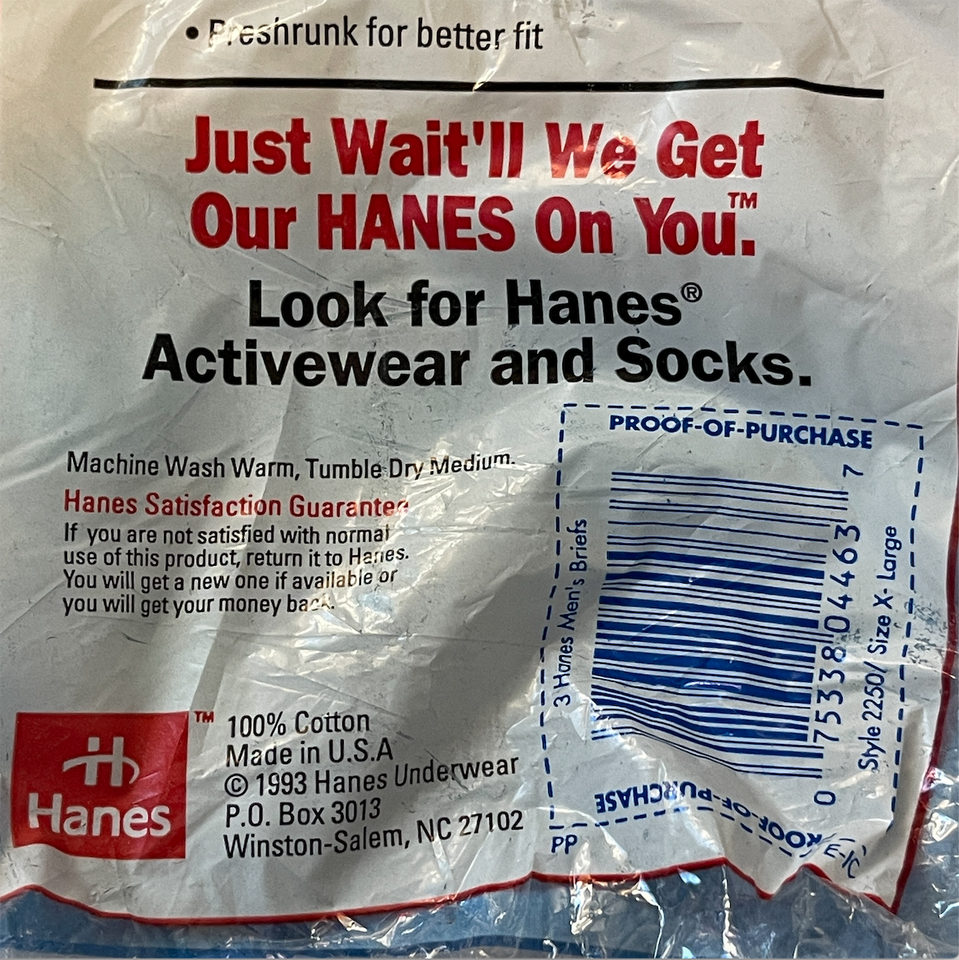 • Preshrunk for better fit
Just Wait'll We Get
Our HANES On You.™
Look for Hanes®
Activewear and Socks.
Machine Wash Warm, Tumble Dry Medium.
Hanes Satisfaction Guarantee
If you are not satisfied with normal
use of this product, return it to Hanes.
You will get a new one if available or
you will get your money back.
H
Hanes
™
100% Cotton
Made in U.S.A
© 1993 Hanes Underwear
P.O. Box 3013
Winston-Salem, NC 27102
PROOF-OF-PURCHASE
3 Hanes Men's Briefs
0 75338 04463 7
Style 2250/ Size X-Large
PROOF-OF-PURCHASE
PP
E-1C